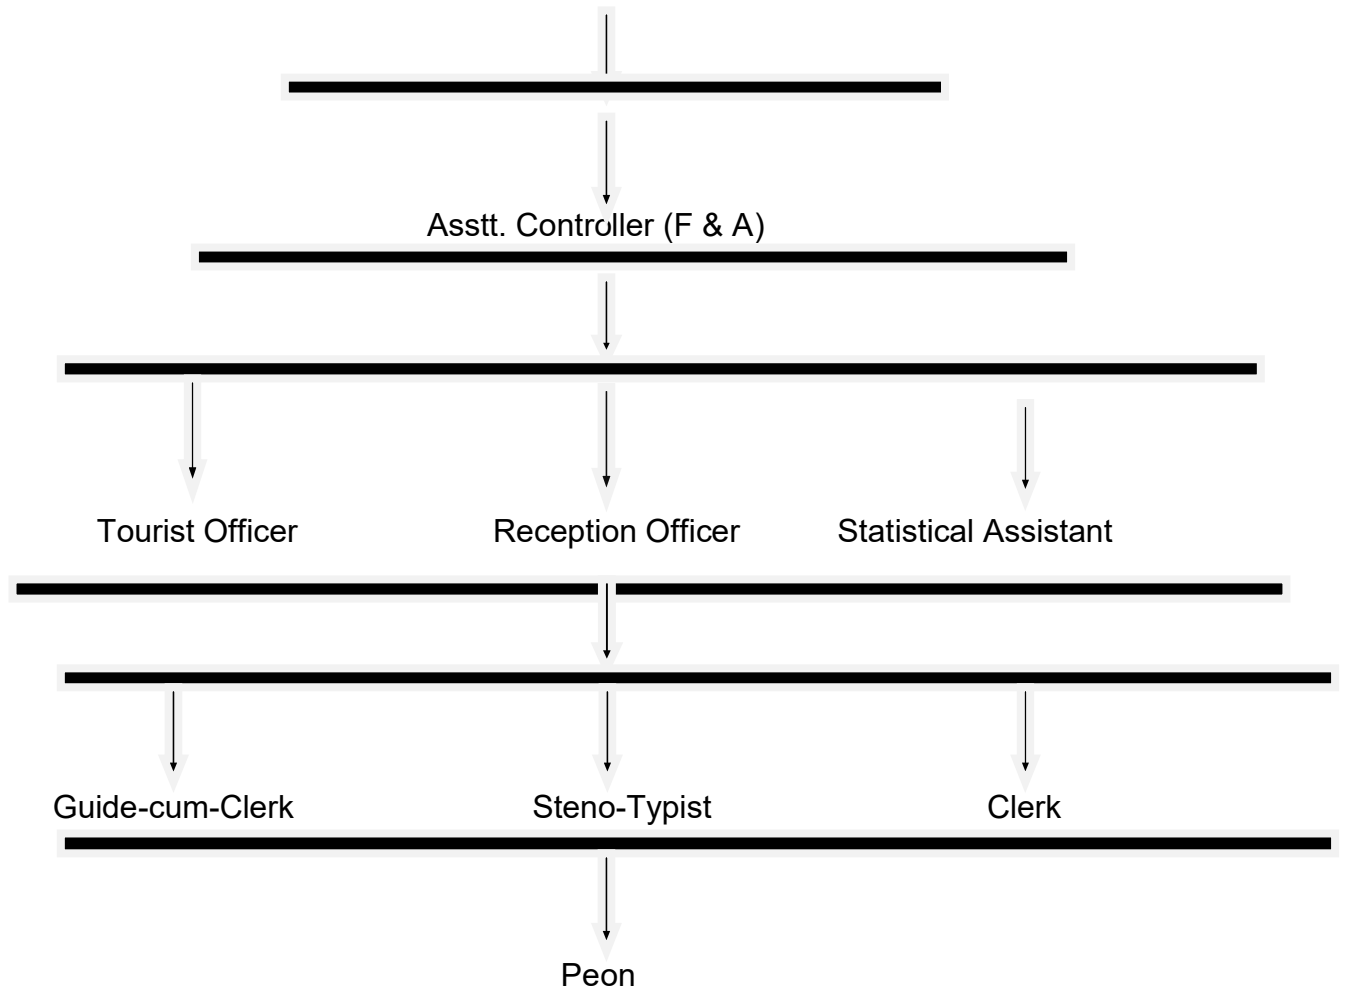 Asstt. Controller (F & A)
Tourist Officer Reception Officer Statistical Assistant
Guide-cum-Clerk Steno-Typist Clerk
Peon